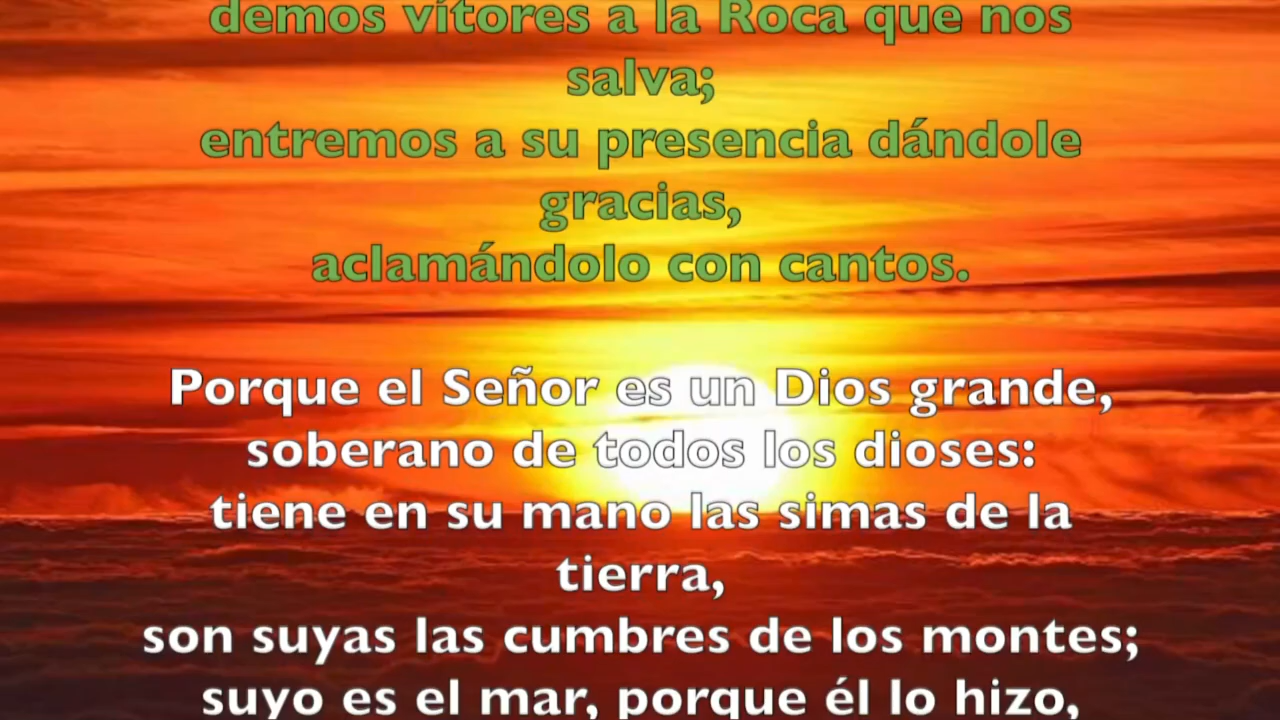 demos vítores a la Roca que nos
salva;
entremos a su presencia dándole
gracias,
aclamándolo con cantos.
Porque el Señor es un Dios grande,
soberano de todos los dioses:
tiene en su mano las simas de la
tierra,
son suyas las cumbres de los montes;
suyo es el mar, porque él lo hizo,